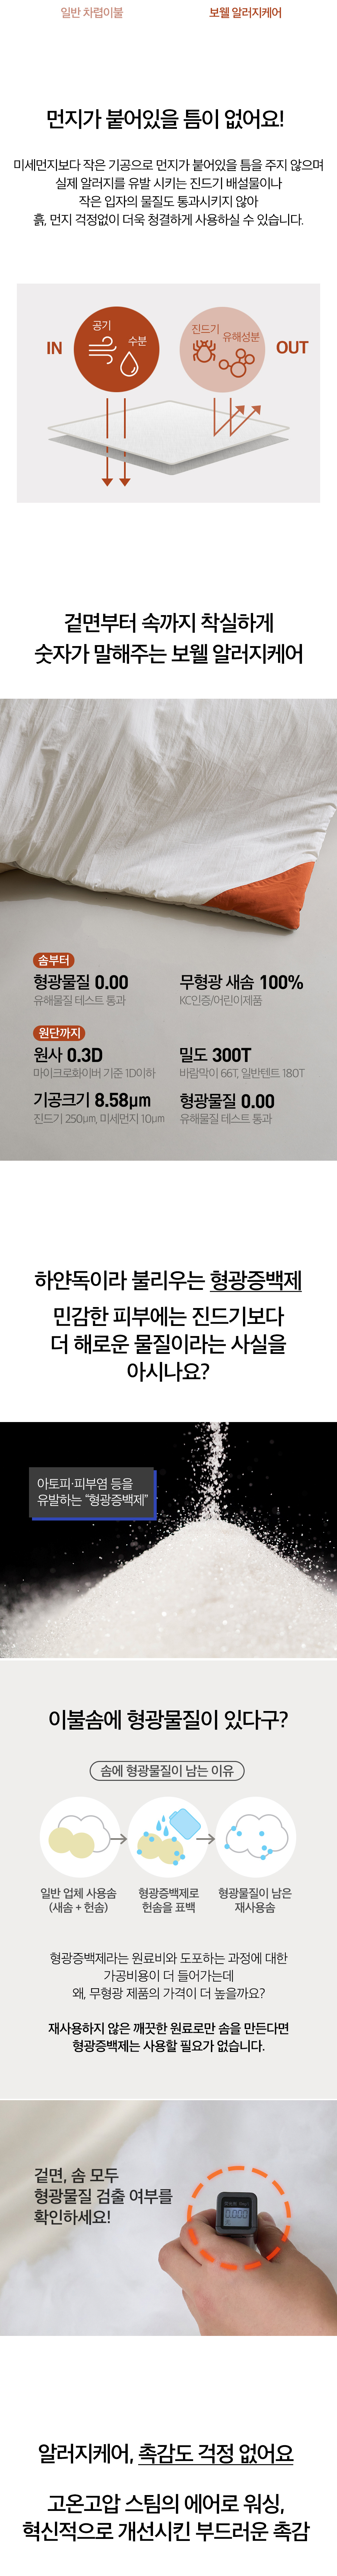 일반 차렵이불
보웰 알러지케어
먼지가 붙어있을 틈이 없어요!
미세먼지보다 작은 기공으로 먼지가 붙어있을 틈을 주지 않으며
실제 알러지를 유발 시키는 진드기 배설물이나
작은 입자의 물질도 통과시키지 않아
흙, 먼지 걱정없이 더욱 청결하게 사용하실 수 있습니다.
IN
공기
수분
진드기
유해성분
OUT
겉면부터 속까지 착실하게
숫자가 말해주는 보웰 알러지케어
솜부터
형광물질 0.00
유해물질 테스트 통과
무형광 새솜 100%
KC인증/어린이제품
원단까지
원사 0.3D
마이크로화이버 기준 1D이하
밀도 300T
바람막이 66T, 일반텐트 180T
기공크기 8.58μm
진드기 250μm, 미세먼지 10μm
형광물질 0.00
유해물질 테스트 통과
하얀독이라 불리우는 형광증백제
민감한 피부에는 진드기보다
더 해로운 물질이라는 사실을
아시나요?
아토피·피부염 등을
유발하는 “형광증백제”
이불솜에 형광물질이 있다구?
솜에 형광물질이 남는 이유
일반 업체 사용솜
(새솜 + 헌솜)
형광증백제로
헌솜을 표백
형광물질이 남은
재사용솜
형광증백제라는 원료비와 도포하는 과정에 대한
가공비용이 더 들어가는데
왜, 무형광 제품의 가격이 더 높을까요?
재사용하지 않은 깨끗한 원료로만 솜을 만든다면
형광증백제는 사용할 필요가 없습니다.
겉면, 솜 모두
형광물질 검출 여부를
확인하세요!
0.000
알러지케어, 촉감도 걱정 없어요
고온고압 스팀의 에어로 워싱,
혁신적으로 개선시킨 부드러운 촉감